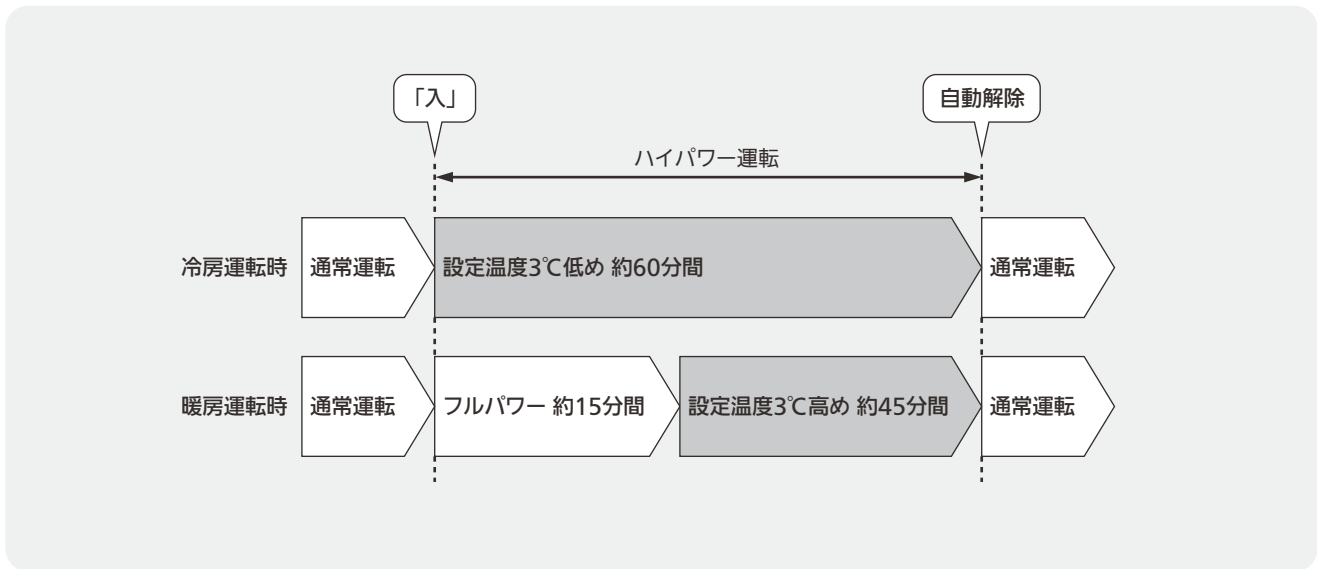 「入」
自動解除
ハイパワー運転
冷房運転時
通常運転
設定温度3℃低め 約60分間
通常運転
暖房運転時
通常運転
フルパワー 約15分間
設定温度3℃高め 約45分間
通常運転